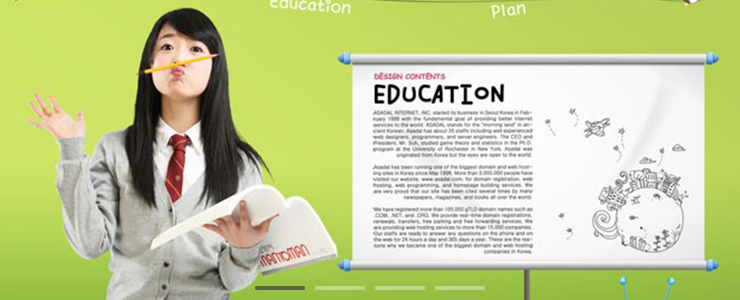 Education
Plan
DESIGN CONTENTS
EDUCATION
ASADAL INTERNET, INC. started its business in Seoul Korea in Feb-
ruary 1998 with the fundamental goal of providing better internet
services to the world. ASADAL stands for the "morning land" in an-
cient Korean. Asadal has about 35 staffs including well experienced
web designers, programmers, and server engineers. The CEO and
President, Mr. Suh, studied game theory and statistics in the Ph.D.
program at the University of Rochester in New York. Asadal was
originated from Korea but the eyes are open to the world.
Asadal has been running one of the biggest domain and web host-
ing sites in Korea since May 1998. More than 3,000,000 people have
visited our website, www.asadal.com, for domain registration, web
hosting, web programming, and homepage building services. We
are very proud that our site has been cited several times by many
newspapers, magazines, and books all over the world.
We have registered more than 100,000 gTLD domain names such as
.COM, .NET, and .ORG. We provide real-time domain registrations,
renewals, transfers, free parking and free forwarding services. We
are providing web hosting services to more than 15,000 companies.
Our staffs are ready to answer any questions on the phone and on
the web for 24 hours a day and 365 days a year. These are the rea-
sons why we became one of the biggest domain and web hosting
companies in Korea.
MANTOMAN